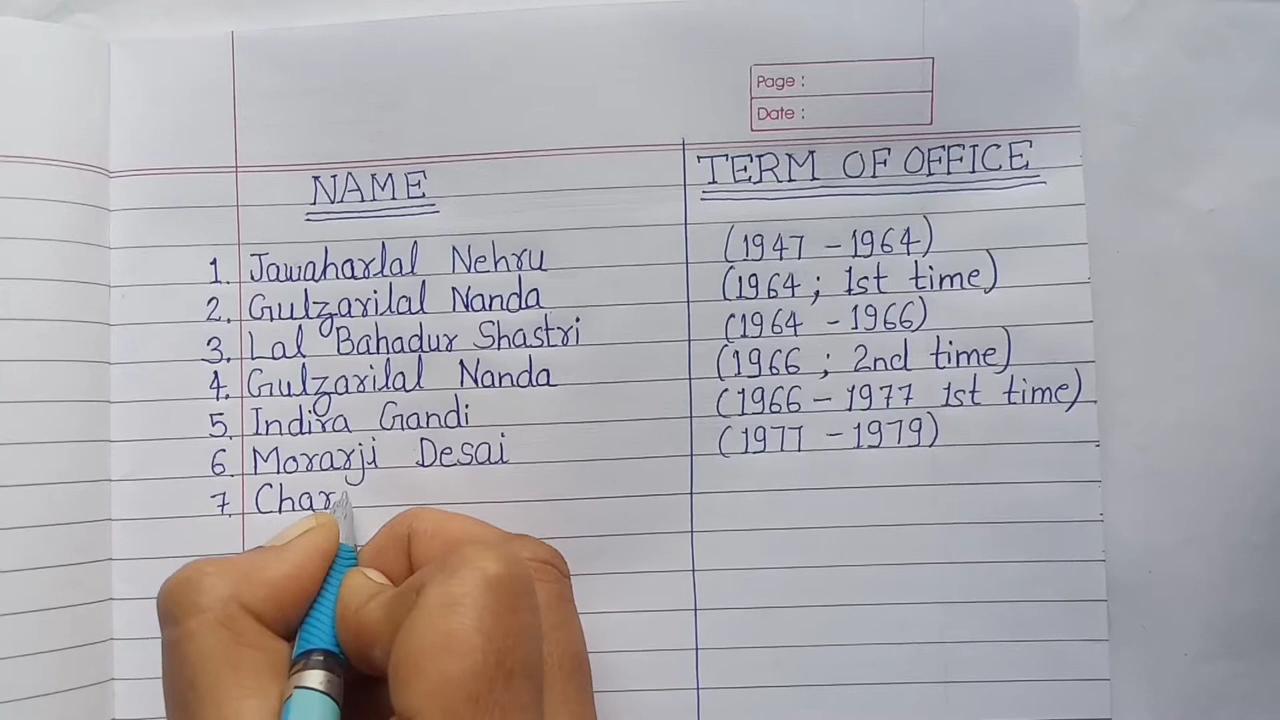 Page :
Date :
NAME TERM OF OFFICE
1. Jawaharlal Nehru (1947 - 1964)
2. Gulzarilal Nanda (1964 ; 1st time)
3. Lal Bahadur Shastri (1964 - 1966)
4. Gulzarilal Nanda (1966 ; 2nd time)
5. Indira Gandi (1966 - 1977 1st time)
6 Morarji Desai (1977 - 1979)
7. Char